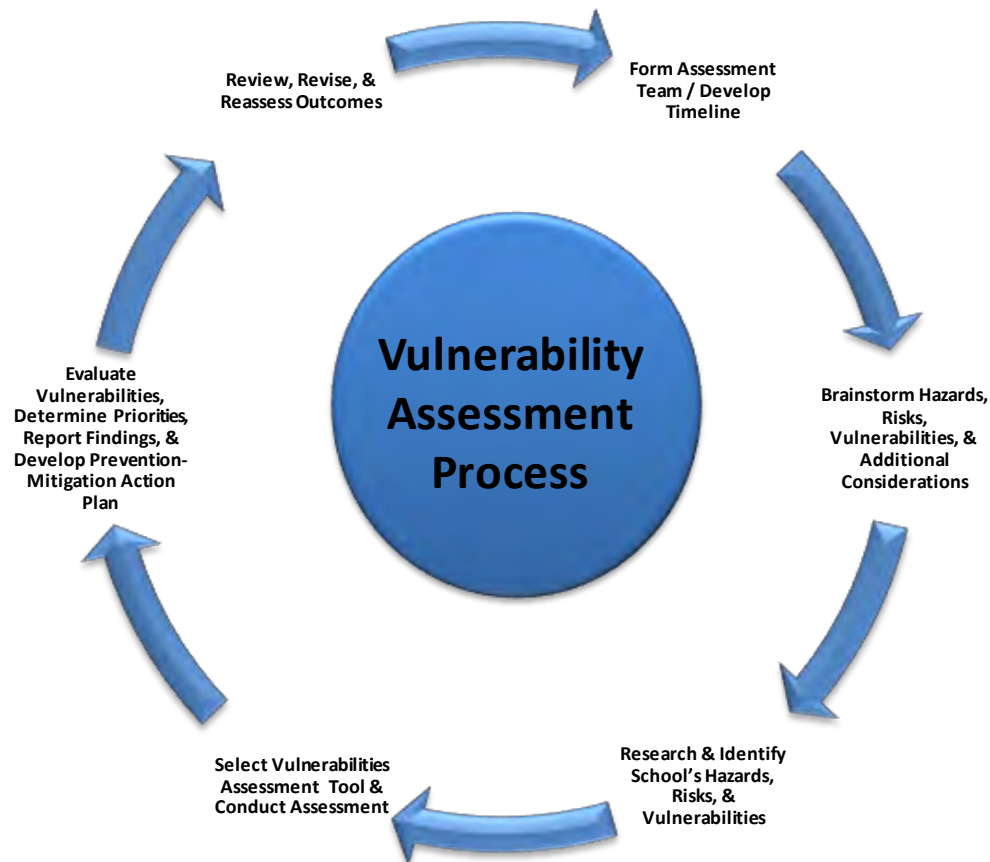 Review, Revise, &
Reassess Outcomes
Form Assessment
Team / Develop
Timeline
Brainstorm Hazards,
Risks,
Vulnerabilities, &
Additional
Considerations
Research & Identify
School's Hazards,
Risks, &
Vulnerabilities
Select Vulnerabilities
Assessment Tool &
Conduct Assessment
Evaluate
Vulnerabilities,
Determine Priorities,
Report Findings, &
Develop Prevention-
Mitigation Action
Plan
Vulnerability
Assessment
Process